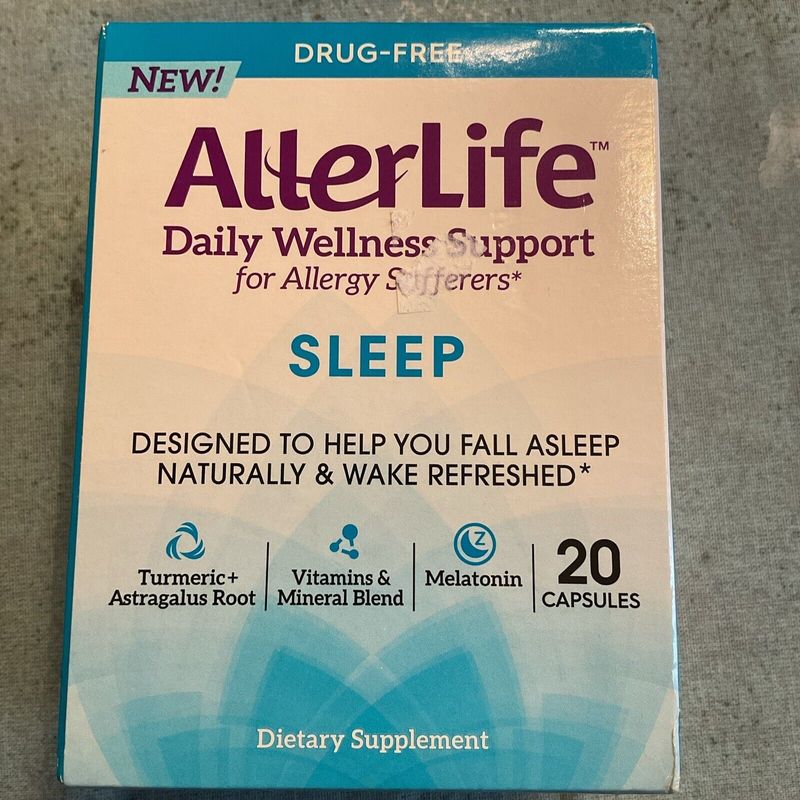 DRUG-FREE
NEW!
AllerLife™
Daily Wellness Support
for Allergy Sufferers*
SLEEP
DESIGNED TO HELP YOU FALL ASLEEP
NATURALLY & WAKE REFRESHED*
Z
Turmeric+
Astragalus Root
Vitamins &
Mineral Blend
Melatonin
20
CAPSULES
Dietary Supplement